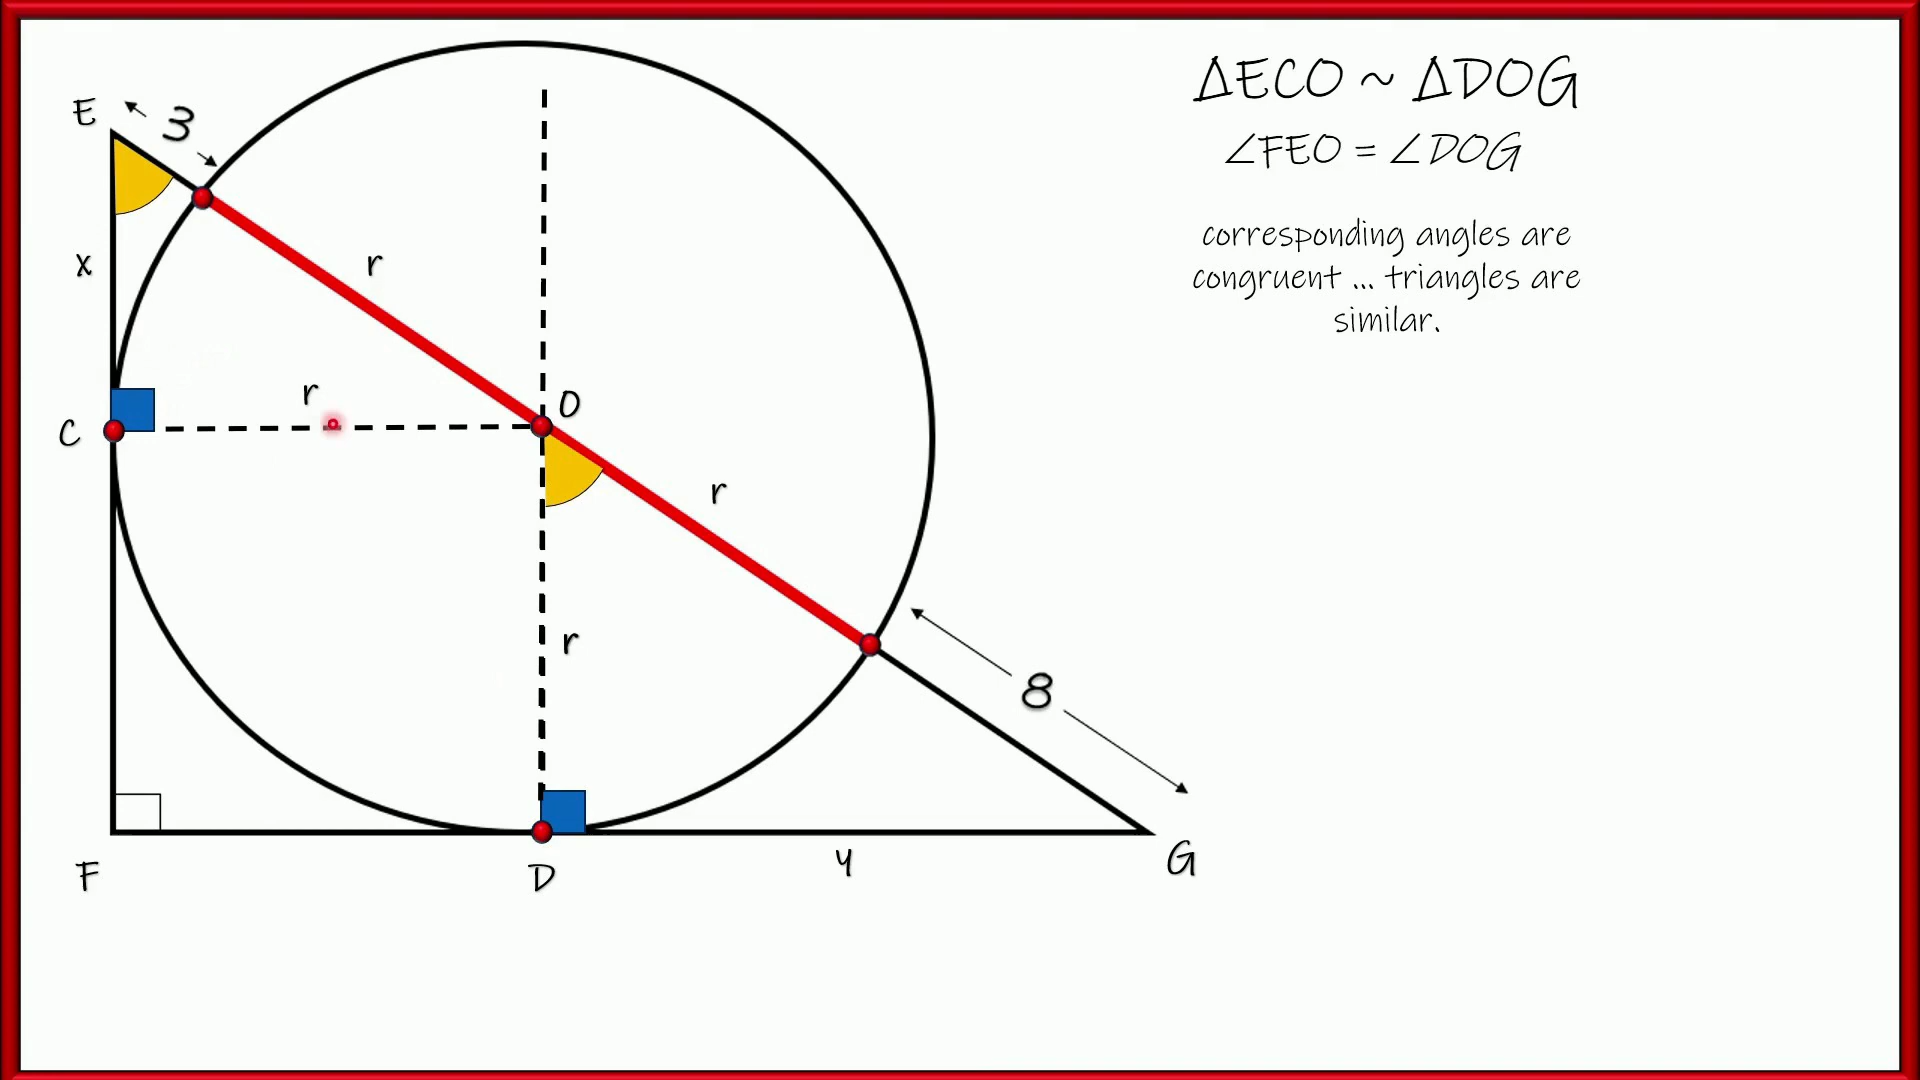 ΔECO ~ ΔDOG
∠FEO = ∠DOG
corresponding angles are
congruent ... triangles are
similar.
E
3
x
r
r
C
O
r
r
8
F
D
y
G